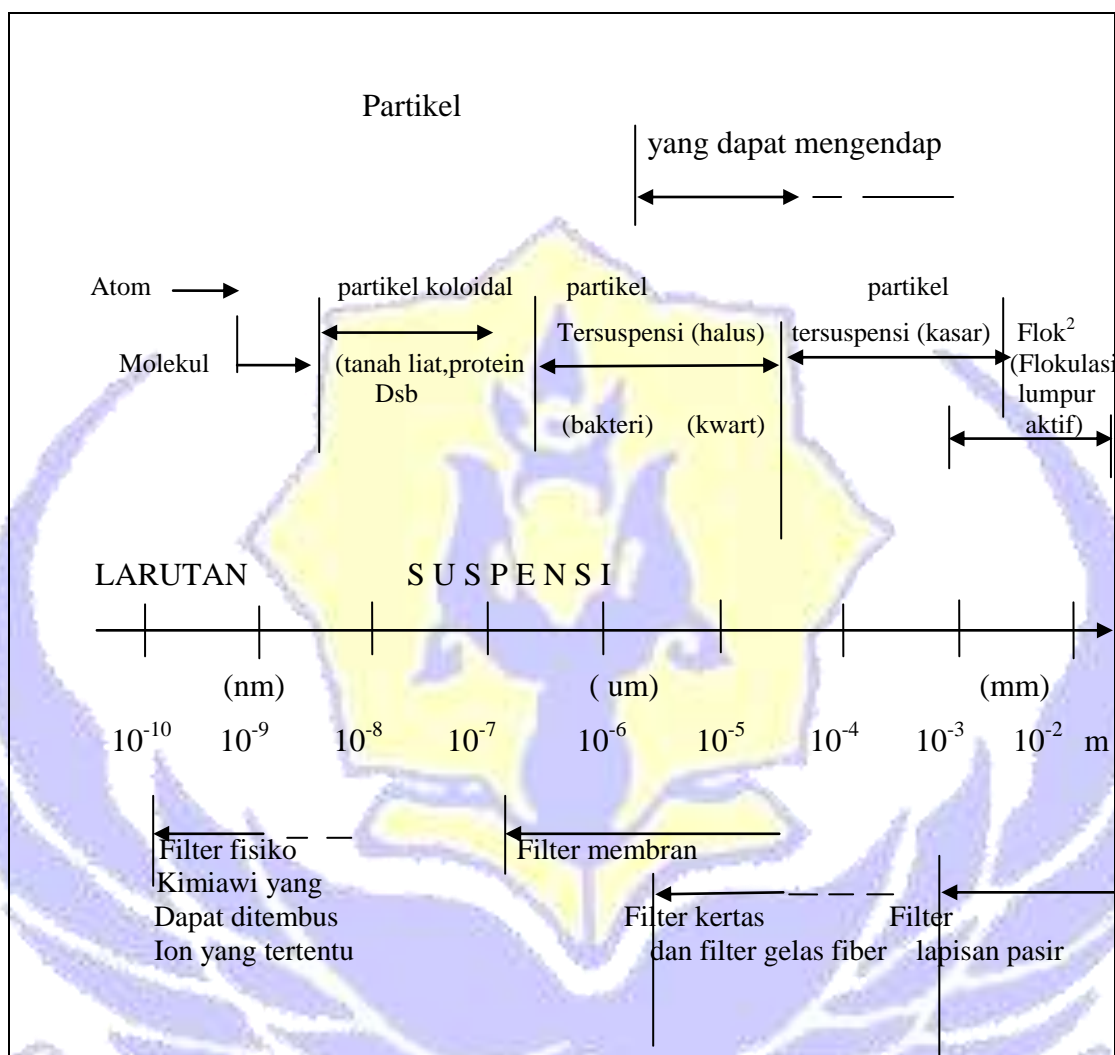 Partikel
yang dapat mengendap
Atom
partikel koloidal
partikel
partikel
Tersuspensi (halus)
tersuspensi (kasar)
Flok²
Molekul
(tanah liat,protein
Dsb
(Flokulasi
lumpur
aktif)
(bakteri)
(kwart)
LARUTAN
S U S P E N S I
(nm)
( um)
(mm)
10⁻¹⁰ 10⁻⁹ 10⁻⁸ 10⁻⁷ 10⁻⁶ 10⁻⁵ 10⁻⁴ 10⁻³ 10⁻² m
Filter fisiko
Kimiawi yang
Dapat ditembus
Ion yang tertentu
Filter membran
Filter kertas
dan filter gelas fiber
Filter
lapisan pasir